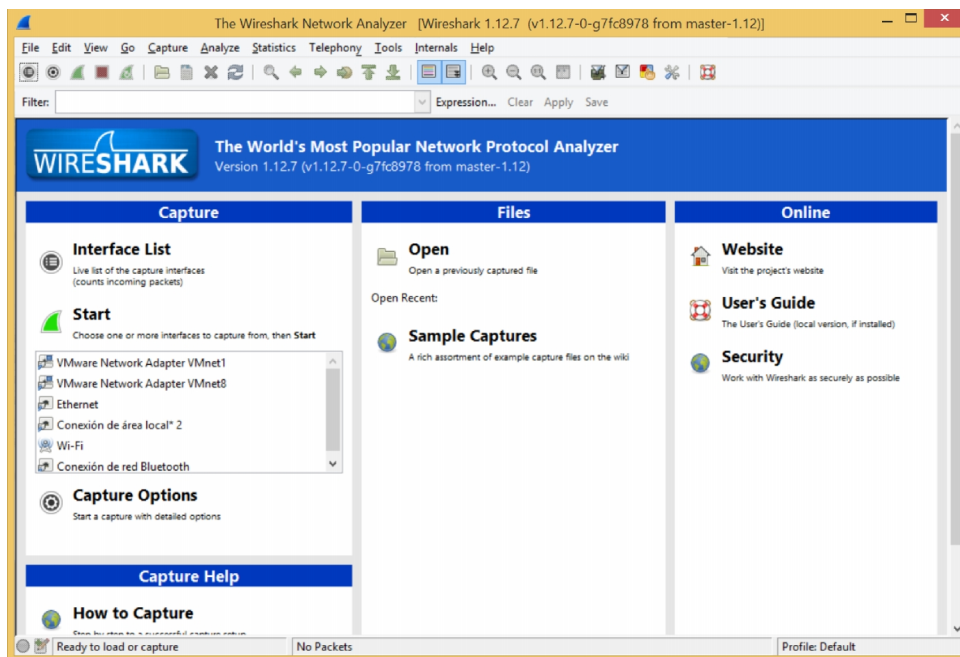 The Wireshark Network Analyzer [Wireshark 1.12.7 (v1.12.7-0-g7fc8978 from master-1.12)]
File Edit View Go Capture Analyze Statistics Telephony Tools Internals Help
Filter: Expression... Clear Apply Save
WIRESHARK
The World's Most Popular Network Protocol Analyzer
Version 1.12.7 (v1.12.7-0-g7fc8978 from master-1.12)
Capture
Interface List
Live list of the capture interfaces
(counts incoming packets)
Start
Choose one or more interfaces to capture from, then Start
VMware Network Adapter VMnet1
VMware Network Adapter VMnet8
Ethernet
Conexión de área local* 2
Wi-Fi
Conexión de red Bluetooth
Capture Options
Start a capture with detailed options
Capture Help
How to Capture
Step by step to a successful capture setup
Files
Open
Open a previously captured file
Open Recent:
Sample Captures
A rich assortment of example capture files on the wiki
Online
Website
Visit the project's website
User's Guide
The User's Guide (local version, if installed)
Security
Work with Wireshark as securely as possible
Ready to load or capture
No Packets
Profile: Default